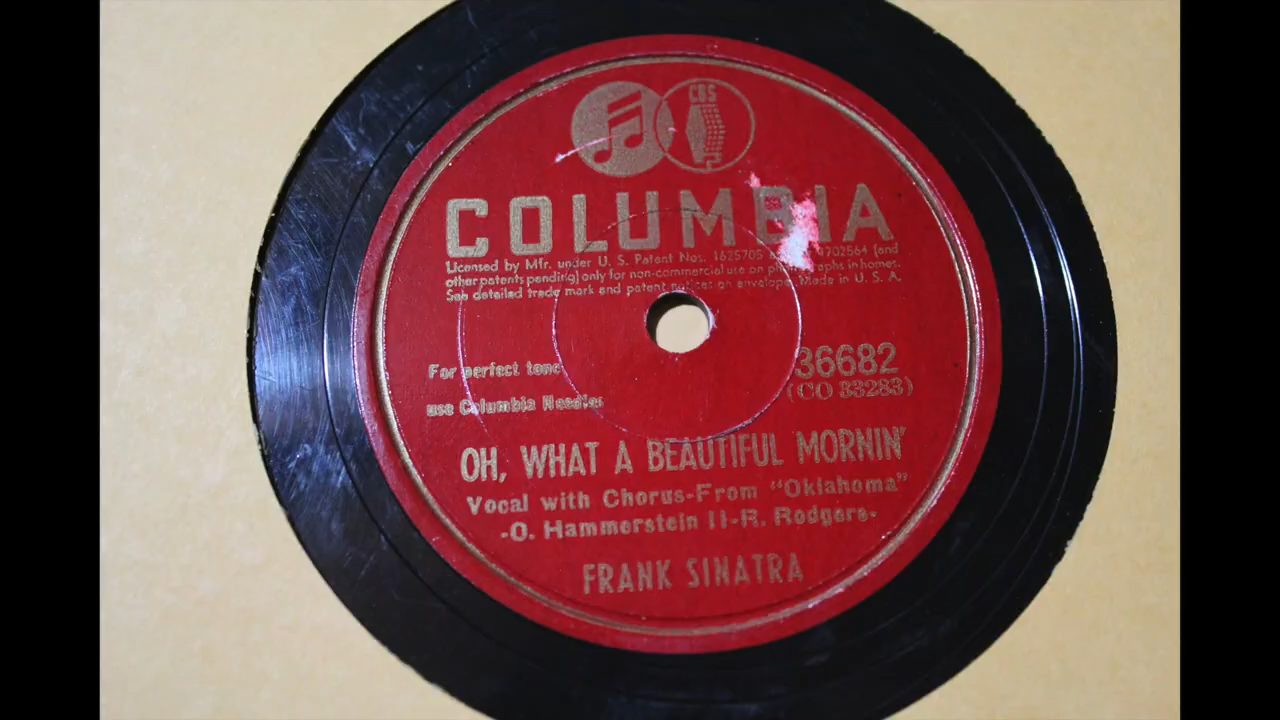 CBS
COLUMBIA
Licensed by Mfr. under U. S. Patent Nos. 1625705 9702564 (and
other patents pending) only for non-commercial use on phonographs in homes.
See detailed trade mark and patent notices on envelope. Made in U. S. A.
For perfect tone
use Columbia Needles
36682
(CO 33283)
OH, WHAT A BEAUTIFUL MORNIN'
Vocal with Chorus-From "Oklahoma"
-O. Hammerstein II-R. Rodgers-
FRANK SINATRA